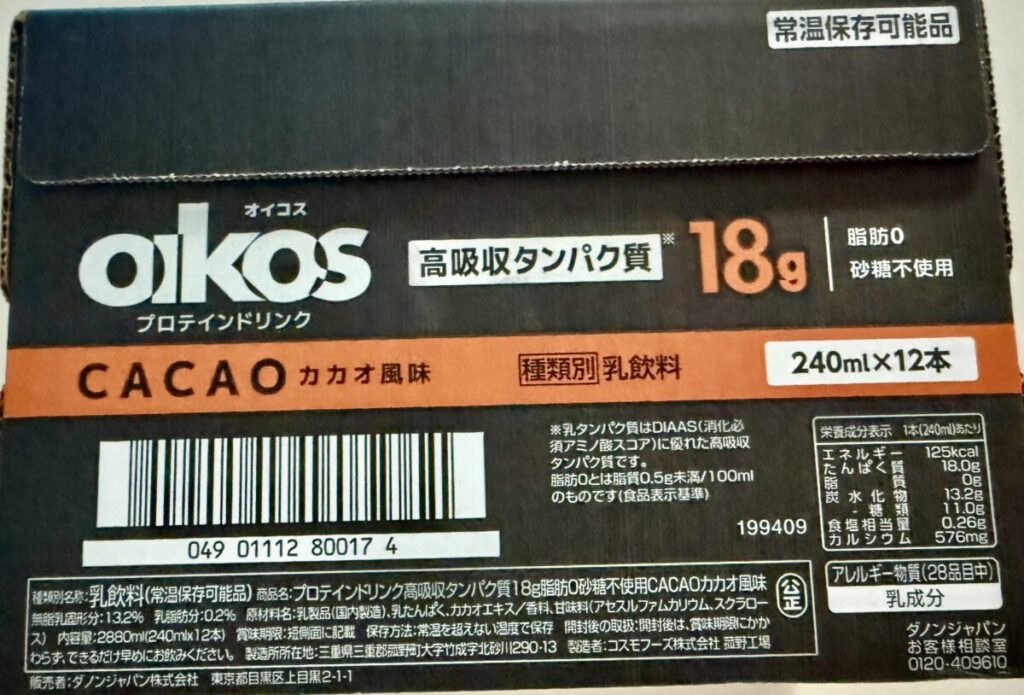 常温保存可能品
オイコス
oikos
プロテインドリンク
高吸収タンパク質※
18g
脂肪0
砂糖不使用
CACAO カカオ風味
種類別 乳飲料
240ml×12本
※乳タンパク質はDIAAS(消化必
須アミノ酸スコア)に優れた高吸収
タンパク質です。
脂肪0とは脂質0.5g未満/100ml
のものです(食品表示基準)
199409
栄養成分表示 1本(240ml)あたり
エネルギー 125kcal
たんぱく質 18.0g
脂質 0g
炭水化物 13.2g
-糖類 11.0g
食塩相当量 0.26g
カルシウム 576mg
049 01112 80017 4
アレルギー物質(28品目中)
乳成分
種類別名称:乳飲料(常温保存可能品) 商品名:プロテインドリンク高吸収タンパク質18g脂肪0砂糖不使用CACAOカカオ風味
無脂乳固形分:13.2% 乳脂肪分:0.2% 原材料名:乳製品(国内製造)、乳たんぱく、カカオエキス/香料、甘味料(アセスルファムカリウム、スクラロー
ス) 内容量:2880ml(240ml×12本) 賞味期限:短側面に記載 保存方法:常温を超えない温度で保存 開封後の取扱:開封後は、賞味期限にかか
わらず、できるだけ早めにお飲みください。 製造所所在地:三重県三重郡菰野町大字竹成字北砂川290-13 製造者:コスモフーズ株式会社 菰野工場
販売者:ダノンジャパン株式会社 東京都目黒区上目黒2-1-1
公正
ダノンジャパン
お客様相談室
0120-409610